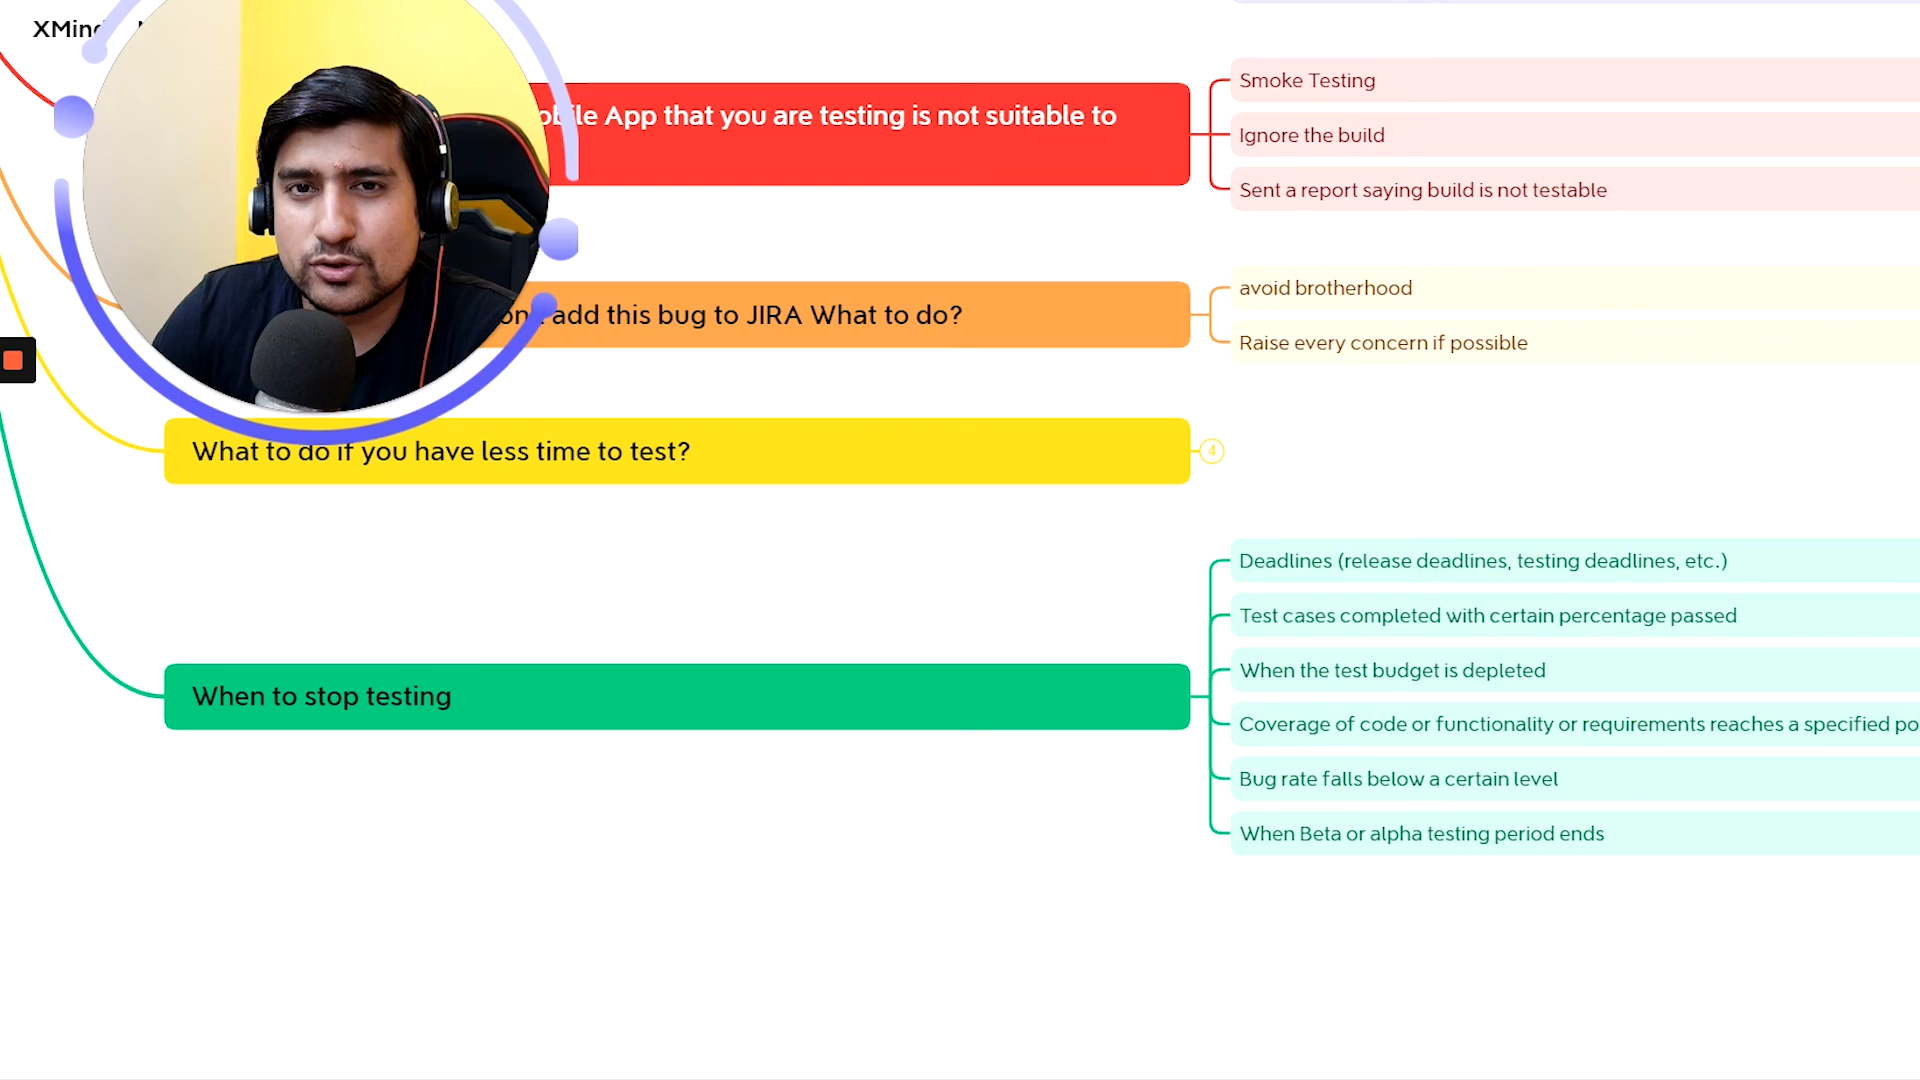 XMind
App that you are testing is not suitable to
Smoke Testing
Ignore the build
Sent a report saying build is not testable
add this bug to JIRA What to do?
avoid brotherhood
Raise every concern if possible
What to do if you have less time to test?
4
When to stop testing
Deadlines (release deadlines, testing deadlines, etc.)
Test cases completed with certain percentage passed
When the test budget is depleted
Coverage of code or functionality or requirements reaches a specified
Bug rate falls below a certain level
When Beta or alpha testing period ends